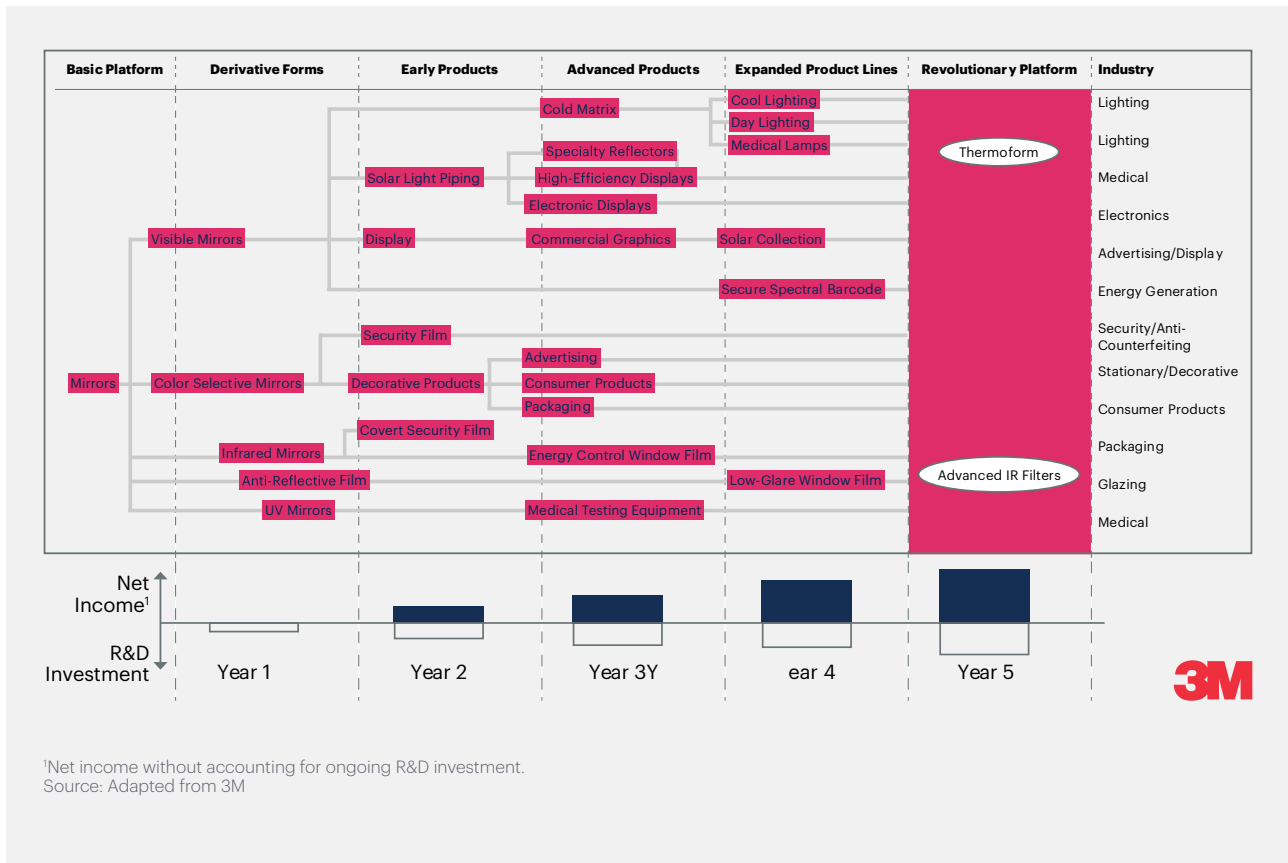 Basic Platform
Derivative Forms
Early Products
Advanced Products
Expanded Product Lines
Revolutionary Platform
Industry
Cold Matrix
Cool Lighting
Day Lighting
Medical Lamps
Specialty Reflectors
Solar Light Piping
High-Efficiency Displays
Electronic Displays
Visible Mirrors
Display
Commercial Graphics
Solar Collection
Secure Spectral Barcode
Security Film
Advertising
Mirrors
Color Selective Mirrors
Decorative Products
Consumer Products
Packaging
Covert Security Film
Infrared Mirrors
Energy Control Window Film
Anti-Reflective Film
Low-Glare Window Film
UV Mirrors
Medical Testing Equipment
Thermoform
Advanced IR Filters
Lighting
Lighting
Medical
Electronics
Advertising/Display
Energy Generation
Security/Anti-
Counterfeiting
Stationary/Decorative
Consumer Products
Packaging
Glazing
Medical
Net
Income¹
R&D
Investment
Year 1
Year 2
Year 3Y
ear 4
Year 5
3M
¹Net income without accounting for ongoing R&D investment.
Source: Adapted from 3M